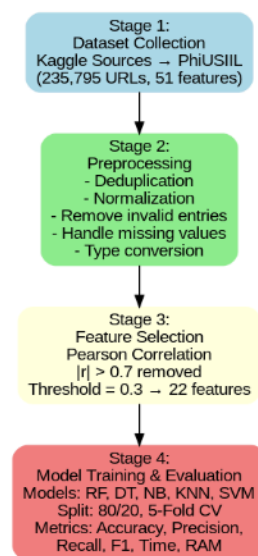 Stage 1:
Dataset Collection
Kaggle Sources → PhiUSIIL
(235,795 URLs, 51 features)
Stage 2:
Preprocessing
- Deduplication
- Normalization
- Remove invalid entries
- Handle missing values
- Type conversion
Stage 3:
Feature Selection
Pearson Correlation
|r| > 0.7 removed
Threshold = 0.3 → 22 features
Stage 4:
Model Training & Evaluation
Models: RF, DT, NB, KNN, SVM
Split: 80/20, 5-Fold CV
Metrics: Accuracy, Precision,
Recall, F1, Time, RAM